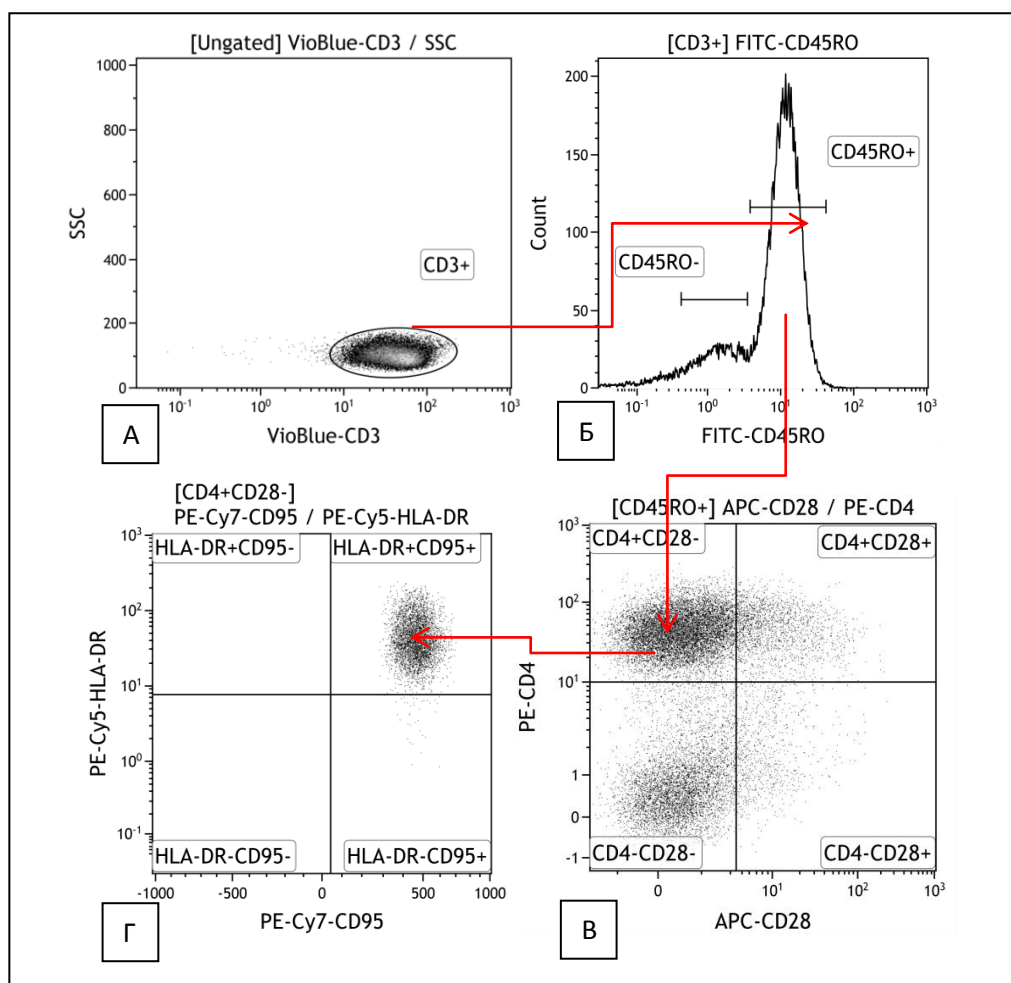 [Ungated] VioBlue-CD3 / SSC
1000
800
600
400
200
0
SSC
CD3+
10-1
100
101
102
103
VioBlue-CD3
А
[CD3+] FITC-CD45RO
200
150
100
50
0
Count
CD45RO+
CD45RO-
10-1
100
101
102
103
FITC-CD45RO
Б
[CD4+CD28-]
PE-Cy7-CD95 / PE-Cy5-HLA-DR
103
102
101
100
10-1
PE-Cy5-HLA-DR
HLA-DR+CD95-
HLA-DR+CD95+
HLA-DR-CD95-
HLA-DR-CD95+
-1000
-500
0
500
1000
PE-Cy7-CD95
Г
[CD45RO+] APC-CD28 / PE-CD4
103
102
101
1
0
-1
PE-CD4
CD4+CD28-
CD4+CD28+
CD4-CD28-
CD4-CD28+
0
101
102
103
APC-CD28
В